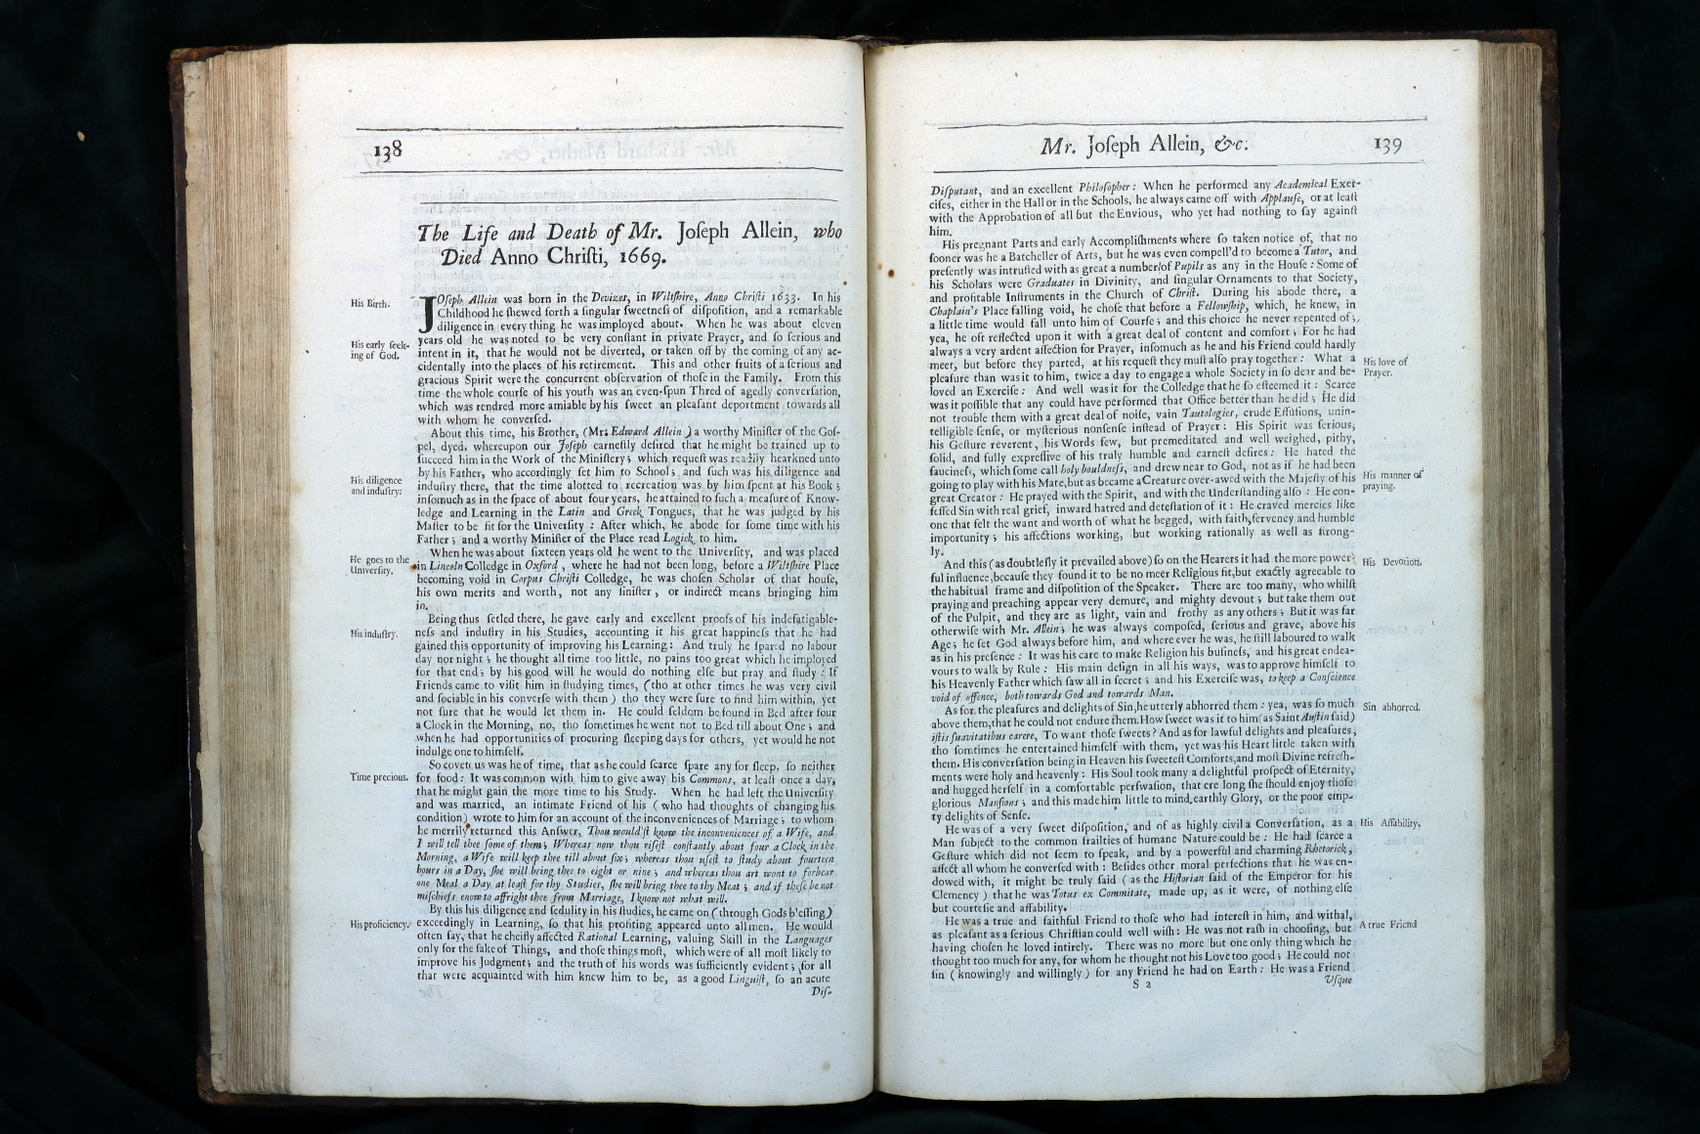 138
The Life and Death of Mr. Joſeph Allein, who
Died Anno Chriſti, 1669.
His Birth.
JOſeph Allein was born in the Devizes, in Wiltſhire, Anno Chriſti 1633. In his
Childhood he ſhewed forth a ſingular ſweetneſs of diſpoſition, and a remarkable
diligence in every thing he was imployed about. When he was about eleven
His early ſeek-
ing of God.
years old he was noted to be very conſtant in private Prayer, and ſo ſerious and
intent in it, that he would not be diverted, or taken off by the coming of any ac-
cidentally into the places of his retirement. This and other fruits of a ſerious and
gracious Spirit were the concurrent obſervation of thoſe in the Family. From this
time the whole courſe of his youth was an even-ſpun Thred of agedly converſation,
which was rendred more amiable by his ſweet an pleaſant deportment towards all
with whom he converſed.
About this time, his Brother, (Mr. Edward Allein) a worthy Miniſter of the Goſ-
pel, dyed, whereupon our Joſeph earneſtly deſired that he might be trained up to
ſucceed him in the Work of the Miniſtery; which requeſt was readily hearkned unto
by his Father, who accordingly ſet him to School, and ſuch was his diligence and
His diligence
and induſtry:
induſtry there, that the time alotted to recreation was by him ſpent at his Book;
inſomuch as in the ſpace of about four years, he attained to ſuch a meaſure of Know-
ledge and Learning in the Latin and Greek Tongues, that he was judged by his
Maſter to be fit for the Univerſity : After which, he abode for ſome time with his
Father; and a worthy Miniſter of the Place read Logick to him.
When he was about ſixteen years old he went to the Univerſity, and was placed
He goes to the
Univerſity.
in Lincoln Colledge in Oxford, where he had not been long, before a Wiltſhire Place
becoming void in Corpus Chriſti Colledge, he was choſen Scholar of that houſe,
his own merits and worth, not any ſiniſter, or indirect means bringing him
in.
Being thus ſetled there, he gave early and excellent proofs of his indefatigable-
His induſtry.
neſs and induſtry in his Studies, accounting it his great happineſs that he had
gained this opportunity of improving his Learning: And truly he ſpared no labour
day nor night; he thought all time too little, no pains too great which he imployed
for that end; by his good will he would do nothing elſe but pray and ſtudy: If
Friends came to viſit him in ſtudying times, (tho at other times he was very civil
and ſociable in his converſe with them) tho they were ſure to find him within, yet
not ſure that he would let them in. He could ſeldom be found in Bed after four
a Clock in the Morning, no, tho ſometimes he went not to Bed till about One; and
when he had opportunities of procuring ſleeping days for others, yet would he not
indulge one to himſelf.
So coveteus was he of time, that as he could ſcarce ſpare any for ſleep, ſo neither
Time precious.
for food: It was common with him to give away his Commons, at leaſt once a day,
that he might gain the more time to his Study. When he had left the Univerſity
and was married, an intimate Friend of his (who had thoughts of changing his
condition) wrote to him for an account of the inconveniences of Marriage; to whom
he merrily returned this Anſwer, Thou would'ſt know the inconveniences of a Wife, and
I will tell thee ſome of them; Whereas now thou riſeſt conſtantly about four a Clock in the
Morning, a Wife will keep thee till about ſix; whereas thou uſeſt to ſtudy about fourteen
hours in a Day, ſhe will bring thee to eight or nine; and whereas thou art wont to forbear
one Meal a Day at leaſt for thy Studies, ſhe will bring thee to thy Meat; and if theſe be not
miſchiefs enow to affright thee from Marriage, I know not what will.
By this his diligence and ſedulity in his ſtudies, he came on (through Gods bleſſing)
His proficiency.
exceedingly in Learning, ſo that his profiting appeared unto all men. He would
often ſay, that he cheifly affected Rational Learning, valuing Skill in the Languages
only for the ſake of Things, and thoſe things moſt, which were of all moſt likely to
improve his Judgment; and the truth of his words was ſufficiently evident; for all
that were acquainted with him knew him to be, as a good Linguiſt, ſo an acute
Diſ-
Mr. Joſeph Allein, &c.
139
Diſputant, and an excellent Philoſopher: When he performed any Academical Exer-
ciſes, either in the Hall or in the Schools, he always came off with Applauſe, or at leaſt
with the Approbation of all but the Envious, who yet had nothing to ſay againſt
him.
His pregnant Parts and early Accompliſhments where ſo taken notice of, that no
ſooner was he a Batcheller of Arts, but he was even compell'd to become a Tutor, and
preſently was intruſted with as great a number of Pupils as any in the Houſe: Some of
his Scholars were Graduates in Divinity, and ſingular Ornaments to that Society,
and profitable Inſtruments in the Church of Chriſt. During his abode there, a
Chaplain's Place falling void, he choſe that before a Fellowſhip, which, he knew, in
a little time would fall unto him of Courſe; and this choice he never repented of;
yea, he oft reflected upon it with a great deal of content and comfort; For he had
always a very ardent affection for Prayer, inſomuch as he and his Friend could hardly
meet, but before they parted, at his requeſt they muſt alſo pray together: What a
His love of
Prayer.
pleaſure than was it to him, twice a day to engage a whole Society in ſo dear and be-
loved an Exerciſe: And well was it for the Colledge that he ſo eſteemed it: Scarce
was it poſſible that any could have performed that Office better than he did; He did
not trouble them with a great deal of noiſe, vain Tautologies, crude Effuſions, unin-
telligible ſenſe, or myſterious nonſenſe inſtead of Prayer: His Spirit was ſerious,
his Geſture reverent, his Words few, but premeditated and well weighed, pithy,
ſolid, and fully expreſſive of his truly humble and earneſt deſires: He hated the
ſaucineſs, which ſome call holy bouldneſs, and drew near to God, not as if he had been
going to play with his Mate, but as became a Creature over-awed with the Majeſty of his
His manner of
praying.
great Creator: He prayed with the Spirit, and with the Underſtanding alſo: He con-
feſſed Sin with real grief, inward hatred and deteſtation of it: He craved mercies like
one that felt the want and worth of what he begged, with faith, fervency and humble
importunity; his affections working, but working rationally as well as ſtrong-
ly.
And this (as doubtleſly it prevailed above) ſo on the Hearers it had the more power-
His Devotion.
ful influence, becauſe they found it to be no meer Religious fit, but exactly agreeable to
the habitual frame and diſpoſition of the Speaker. There are too many, who whilſt
praying and preaching appear very demure, and mighty devout; but take them out
of the Pulpit, and they are as light, vain and frothy as any others; But it was far
otherwiſe with Mr. Allein; he was always compoſed, ſerious and grave, above his
Age; he ſet God always before him, and where ever he was, he ſtill laboured to walk
as in his preſence: It was his care to make Religion his buſineſs, and his great endea-
vours to walk by Rule: His main deſign in all his ways, was to approve himſelf to
his Heavenly Father which ſaw all in ſecret; and his Exerciſe was, to keep a Conſcience
void of offence, both towards God and towards Man.
As for the pleaſures and delights of Sin, he utterly abhorred them: yea, was ſo much
Sin abhorred.
above them, that he could not endure them. How ſweet was it to him (as Saint Auſtin ſaid)
iſtis ſuavitatibus carere, To want thoſe ſweets? And as for lawful delights and pleaſures,
tho ſomtimes he entertained himſelf with them, yet was his Heart little taken with
them. His converſation being in Heaven his ſweeteſt Comforts, and moſt Divine refreſh-
ments were holy and heavenly: His Soul took many a delightful proſpect of Eternity,
and hugged herſelf in a comfortable perſwaſion, that ere long ſhe ſhould enjoy thoſe
glorious Manſions; and this made him little to mind earthly Glory, or the poor emp-
ty delights of Senſe.
He was of a very ſweet diſpoſition, and of as highly civil a Converſation, as a
His Affability.
Man ſubject to the common frailties of humane Nature could be: He had ſcarce a
Geſture which did not ſeem to ſpeak, and by a powerful and charming Rhetorick,
affect all whom he converſed with: Beſides other moral perfections that he was en-
dowed with, it might be truly ſaid (as the Hiſtorian ſaid of the Emperor for his
Clemency) that he was Totus ex Commitate, made up, as it were, of nothing elſe
but courteſie and affability.
He was a true and faithful Friend to thoſe who had intereſt in him, and withal,
A true Friend
as pleaſant as a ſerious Chriſtian could well wiſh: He was not raſh in chooſing, but
having choſen he loved intirely. There was no more but one only thing which he
thought too much for any, for whom he thought not his Love too good; He could not
ſin (knowingly and willingly) for any Friend he had on Earth: He was a Friend
S 2
Uſque